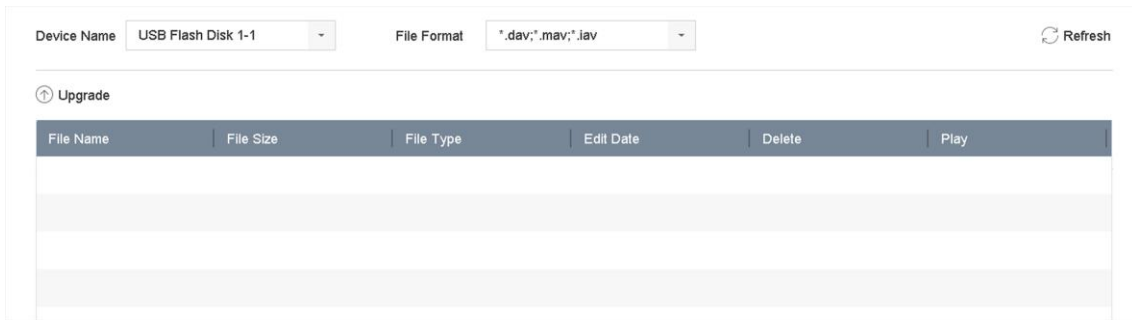 Device Name USB Flash Disk 1-1 File Format *.dav;*.mav;*.iav Refresh
Upgrade
File Name File Size File Type Edit Date Delete Play